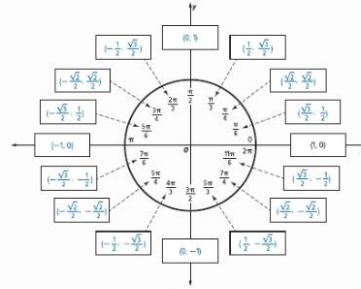 y
(0, 1)
(-1/2, √3/2)
(1/2, √3/2)
(-√2/2, √2/2)
(√2/2, √2/2)
(-√3/2, 1/2)
(√3/2, 1/2)
π/2
2π/3
π/3
3π/4
π/4
5π/6
π/6
(-1, 0)
π
0
0
2π
(1, 0)
7π/6
11π/6
(-√3/2, -1/2)
(√3/2, -1/2)
5π/4
7π/4
4π/3
3π/2
5π/3
(-√2/2, -√2/2)
(√2/2, -√2/2)
(-1/2, -√3/2)
(1/2, -√3/2)
(0, -1)